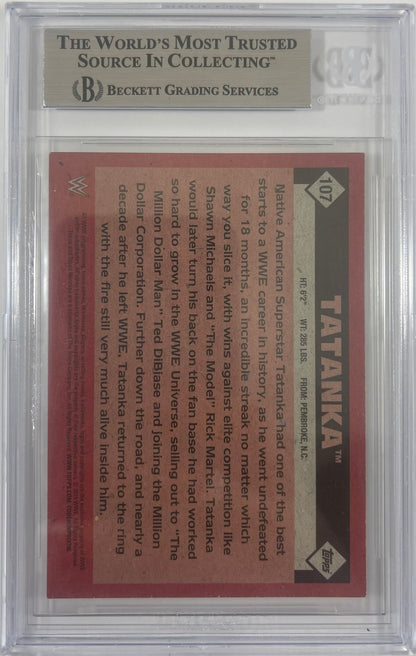 THE WORLD'S MOST TRUSTED
SOURCE IN COLLECTING™
BECKETT GRADING SERVICES
107
TATANKA™
TOPPS
HT: 6'2" WT: 285 LBS. FROM: PEMBROKE, N.C.
Native American Superstar Tatanka had one of the best
starts to a WWE career in history, as he went undefeated
for 18 months, an incredible streak no matter which
way you slice it, with wins against elite competition like
Shawn Michaels and "The Model" Rick Martel. Tatanka
would later turn his back on the fan base he had worked
so hard to grow in the WWE Universe, selling out to "The
Million Dollar Man" Ted DiBiase and joining the Million
Dollar Corporation. Further down the road, and nearly a
decade after he left WWE, Tatanka returned to the ring
with the fire still very much alive inside him.